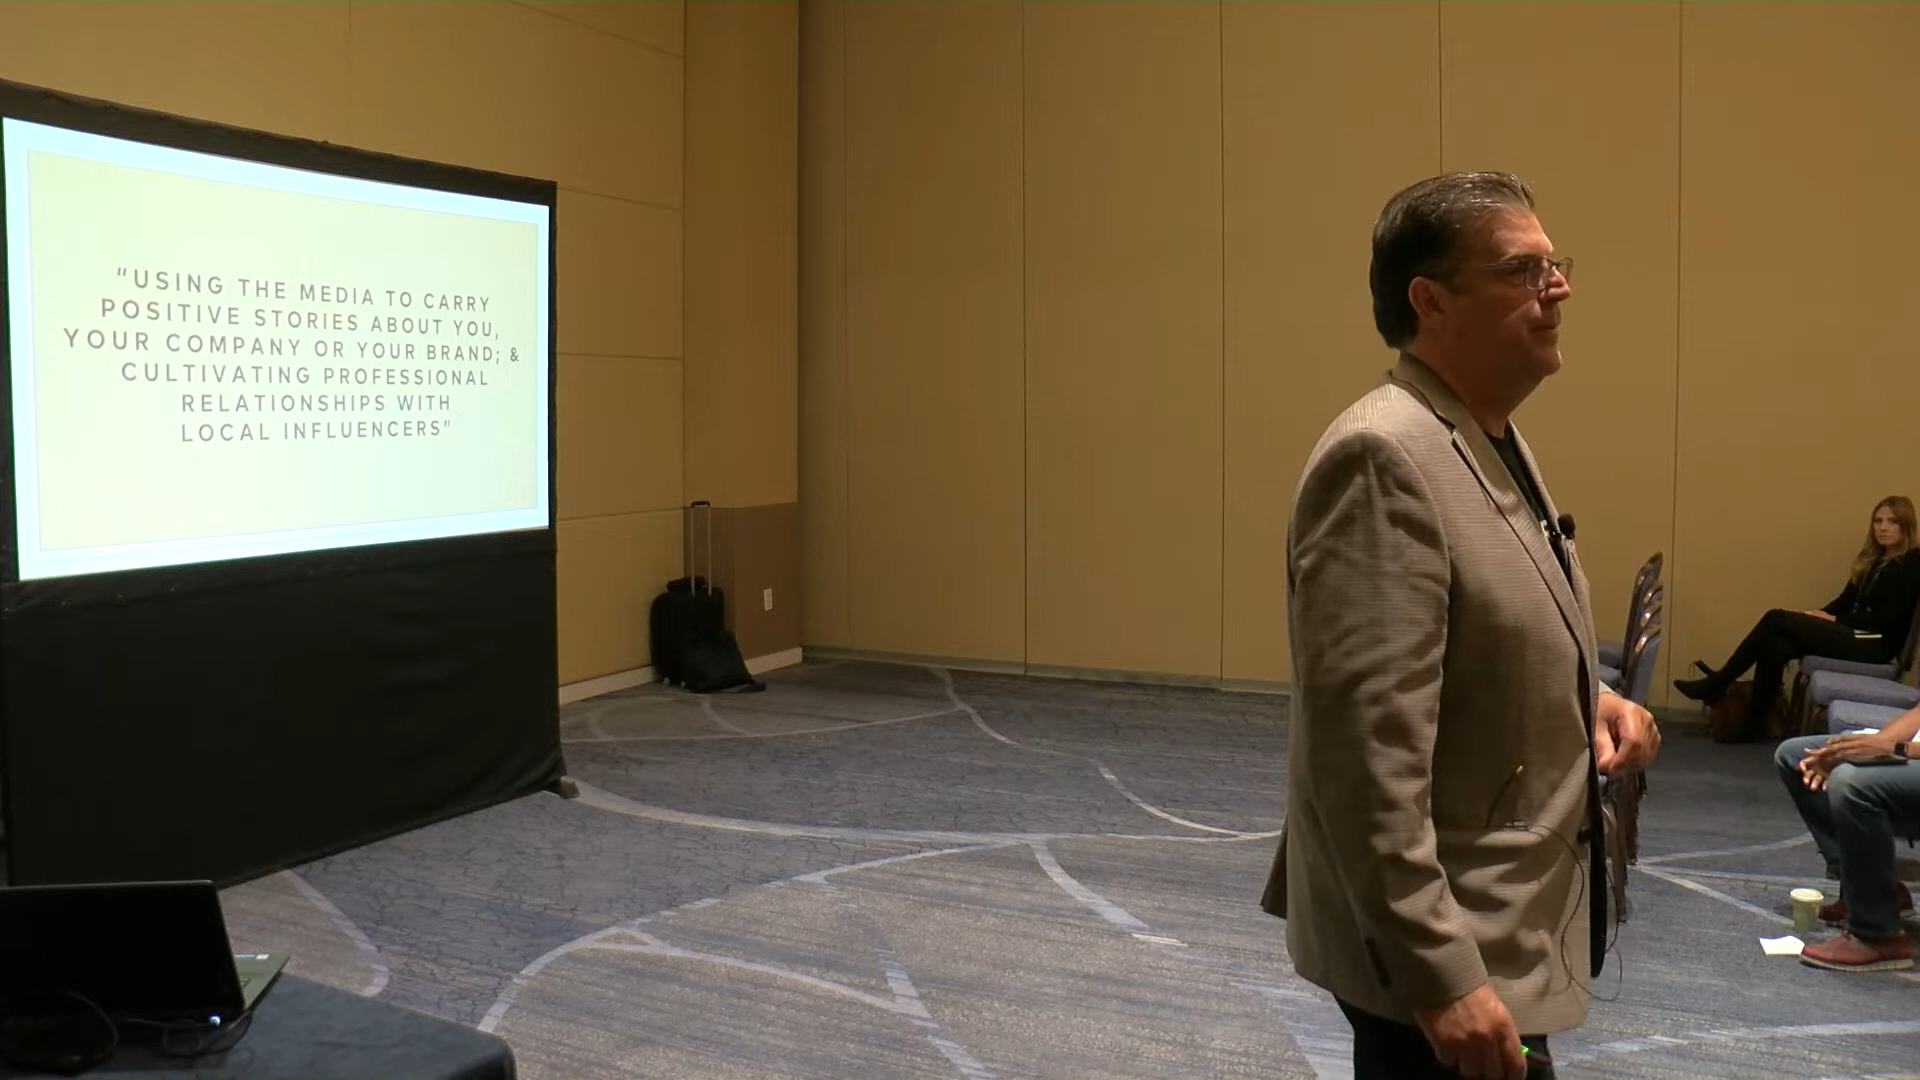 “USING THE MEDIA TO CARRY
POSITIVE STORIES ABOUT YOU,
YOUR COMPANY OR YOUR BRAND; &
CULTIVATING PROFESSIONAL
RELATIONSHIPS WITH
LOCAL INFLUENCERS”